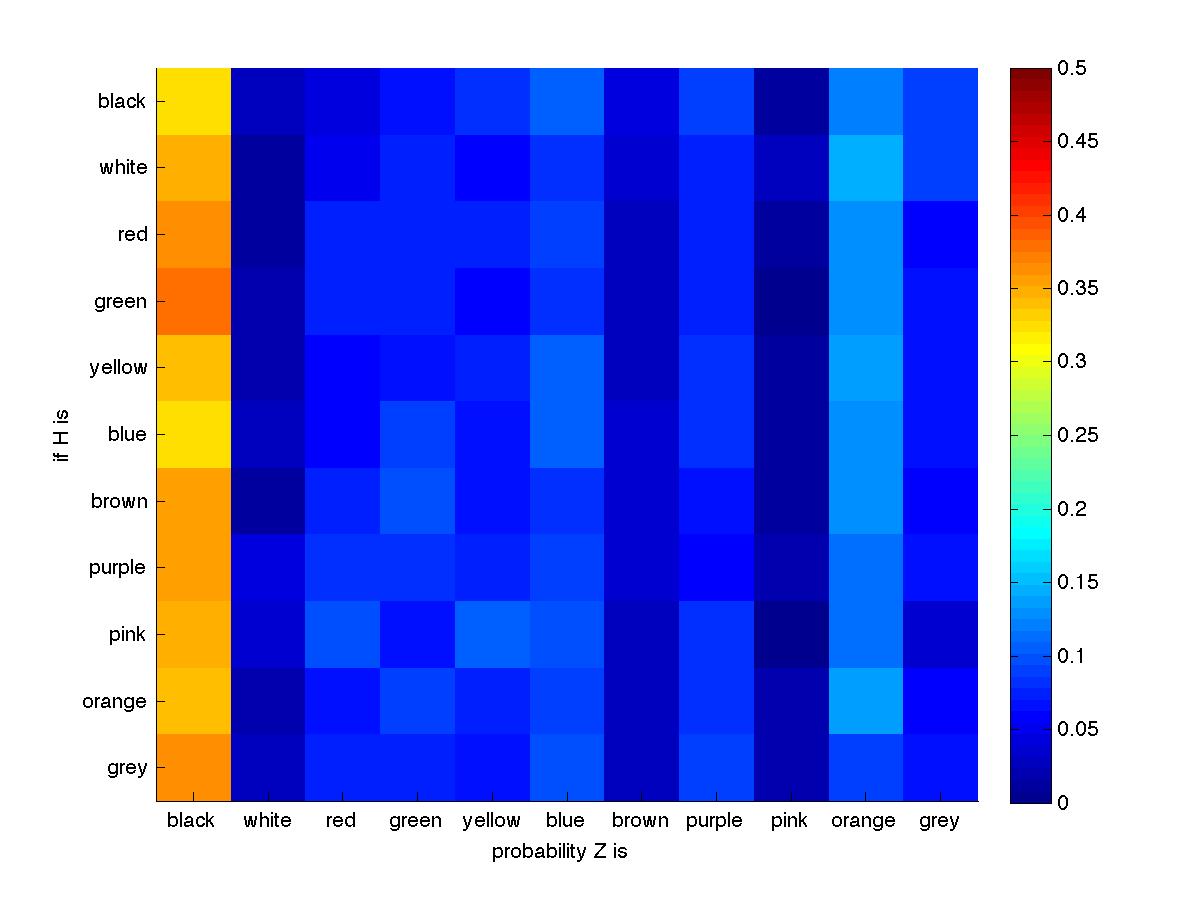 black
white
red
green
yellow
blue
brown
purple
pink
orange
grey
if H is
black white red green yellow blue brown purple pink orange grey
probability Z is
0.5
0.45
0.4
0.35
0.3
0.25
0.2
0.15
0.1
0.05
0